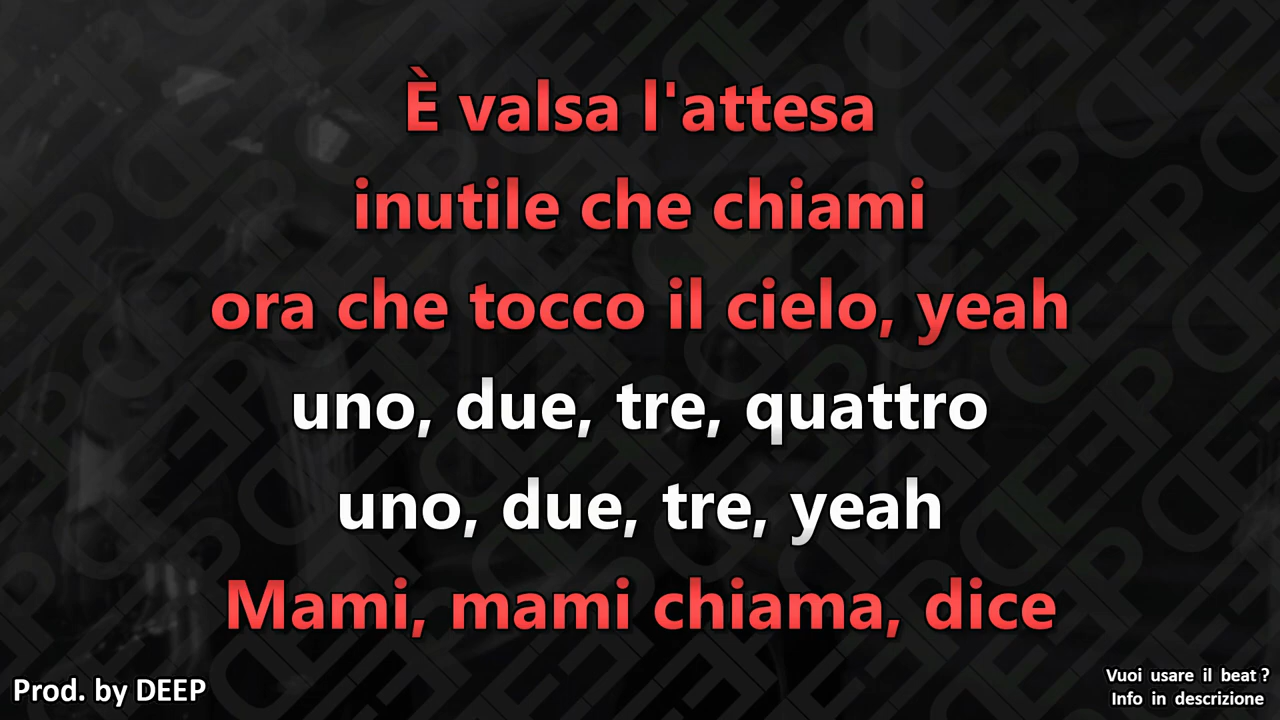 È valsa l'attesa
inutile che chiami
ora che tocco il cielo, yeah
uno, due, tre, quattro
uno, due, tre, yeah
Mami, mami chiama, dice
Prod. by DEEP
Vuoi usare il beat ?
Info in descrizione